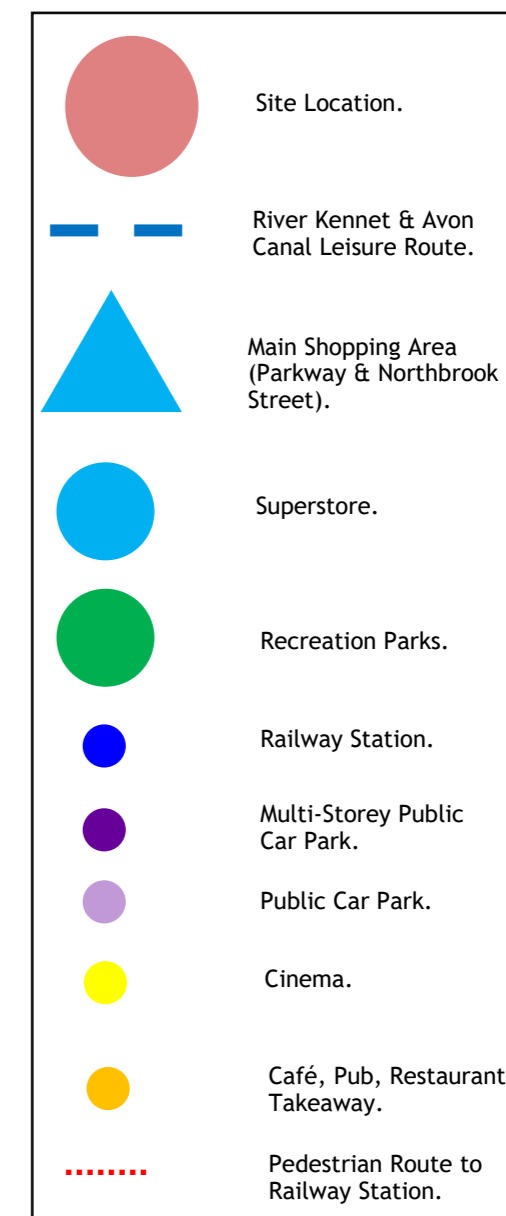 Site Location.
River Kennet & Avon
Canal Leisure Route.
Main Shopping Area
(Parkway & Northbrook
Street).
Superstore.
Recreation Parks.
Railway Station.
Multi-Storey Public
Car Park.
Public Car Park.
Cinema.
Café, Pub, Restaurant
Takeaway.
Pedestrian Route to
Railway Station.